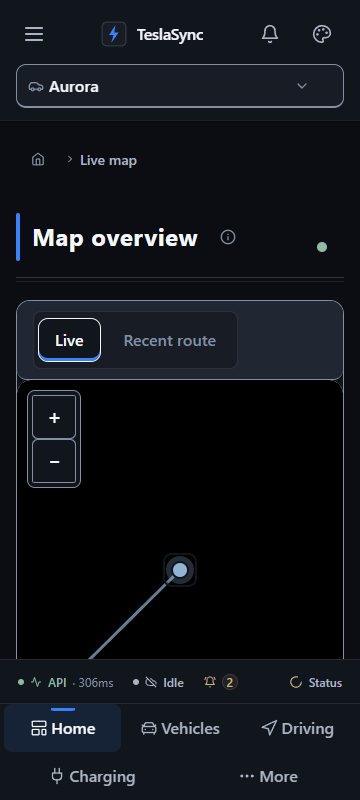 TeslaSync
Aurora
Live map
Map overview
Live
Recent route
+
−
API · 306ms
Idle
2
Status
Home
Vehicles
Driving
Charging
More